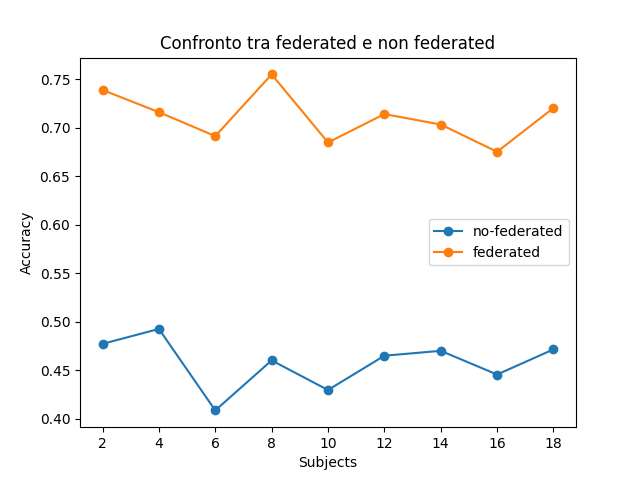 Confronto tra federated e non federated
0.75
0.70
0.65
0.60
0.55
0.50
0.45
0.40
Accuracy
no-federated
federated
2 4 6 8 10 12 14 16 18
Subjects